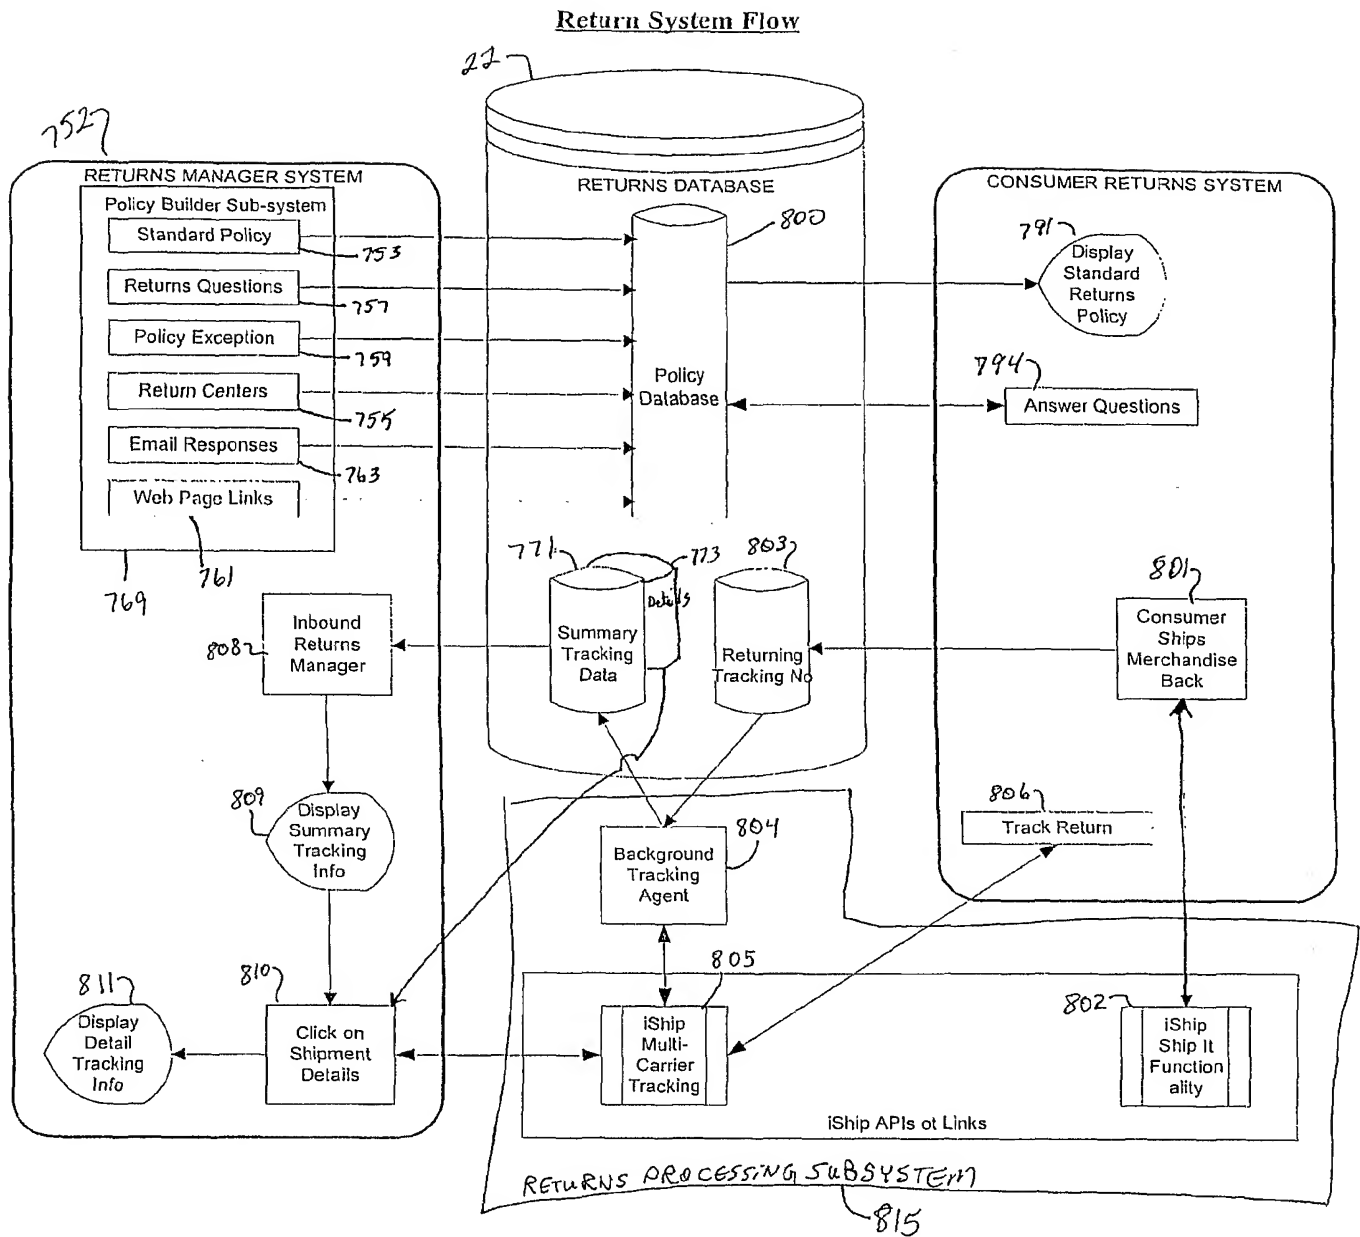 Return System Flow
22
752
RETURNS MANAGER SYSTEM
Policy Builder Sub-system
Standard Policy
753
Returns Questions
757
Policy Exception
759
Return Centers
755
Email Responses
763
Web Page Links
761
769
RETURNS DATABASE
800
Policy
Database
CONSUMER RETURNS SYSTEM
791
Display
Standard
Returns
Policy
794
Answer Questions
771
773
Details
Summary
Tracking
Data
803
Returning
Tracking No
801
Consumer
Ships
Merchandise
Back
808
Inbound
Returns
Manager
809
Display
Summary
Tracking
Info
804
Background
Tracking
Agent
806
Track Return
811
Display
Detail
Tracking
Info
810
Click on
Shipment
Details
805
iShip
Multi-
Carrier
Tracking
802
iShip
Ship It
Function
ality
iShip APIs ot Links
RETURNS PROCESSING SUBSYSTEM
815